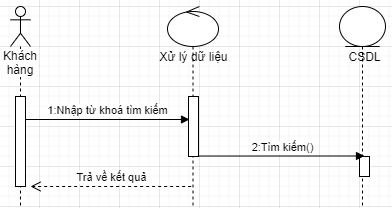 Khách
hàng
Xử lý dữ liệu
CSDL
1:Nhập từ khoá tìm kiếm
2:Tìm kiếm()
Trả về kết quả